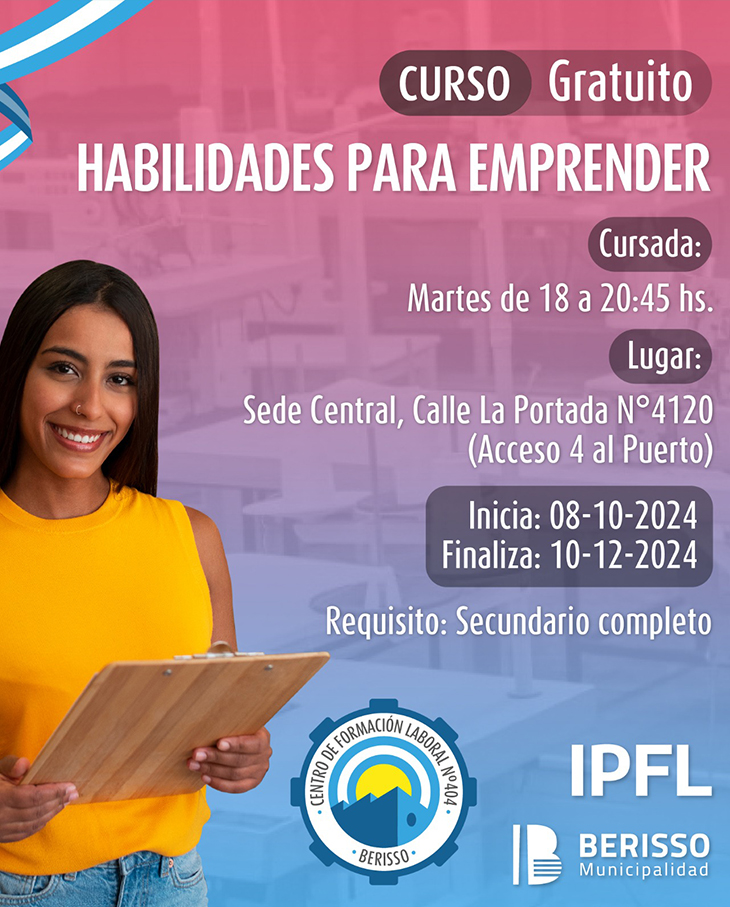 CURSO Gratuito
HABILIDADES PARA EMPRENDER
Cursada:
Martes de 18 a 20:45 hs.
Lugar:
Sede Central, Calle La Portada N°4120
(Acceso 4 al Puerto)
Inicia: 08-10-2024
Finaliza: 10-12-2024
Requisito: Secundario completo
CENTRO DE FORMACIÓN LABORAL Nº404
· BERISSO ·
IPFL
BERISSO
Municipalidad